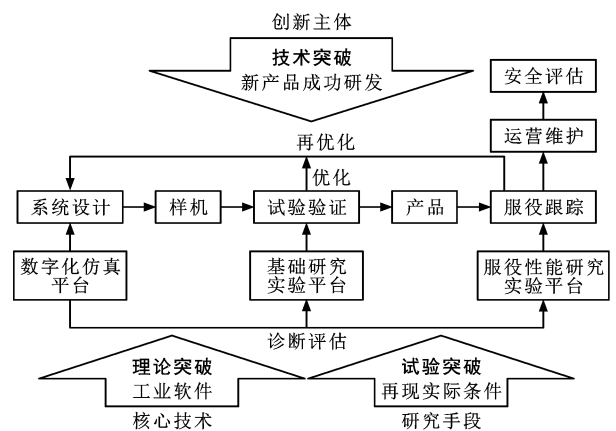 创新主体
技术突破
新产品成功研发
安全评估
运营维护
再优化
优化
系统设计
样机
试验验证
产品
服役跟踪
数字化仿真
平台
基础研究
实验平台
服役性能研究
实验平台
诊断评估
理论突破
工业软件
核心技术
试验突破
再现实际条件
研究手段